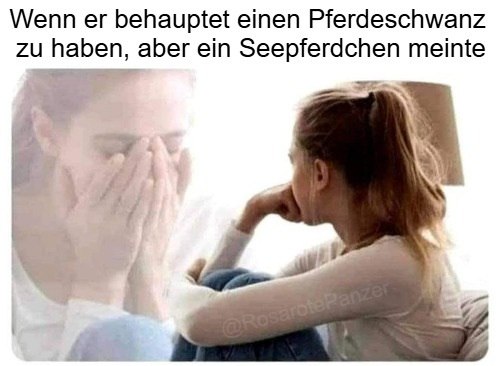 Wenn er behauptet einen Pferdeschwanz
zu haben, aber ein Seepferdchen meinte
@RosarotePanzer